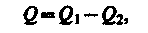 Q = Q₁ − Q₂,